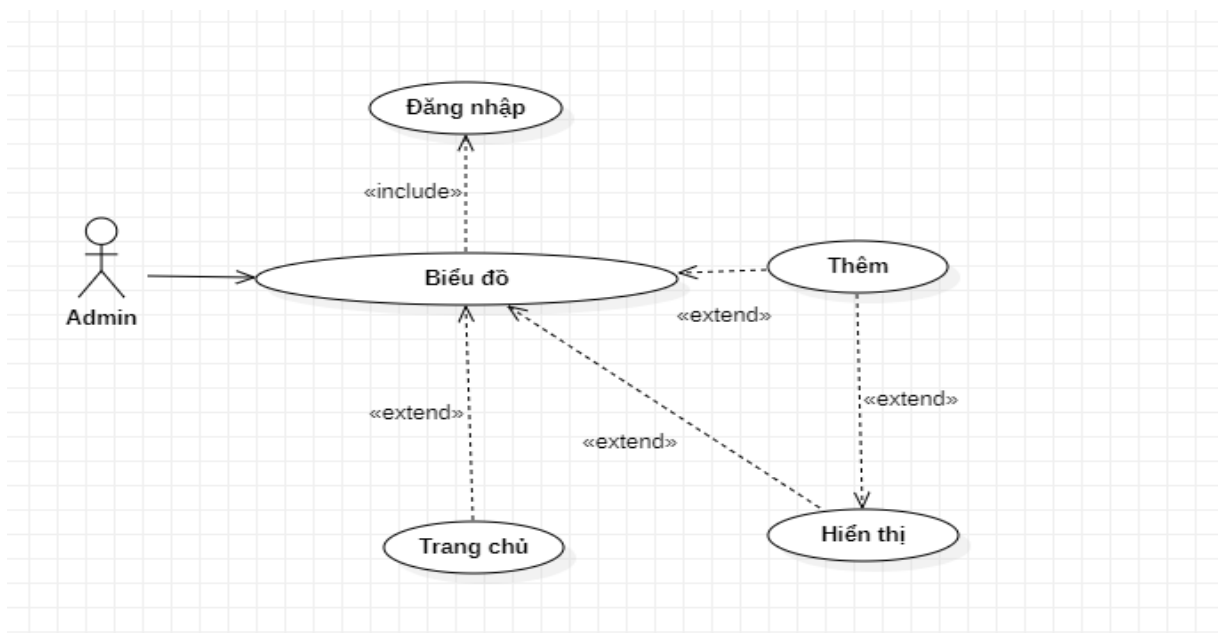 Đăng nhập
«include»
Biểu đồ
Thêm
Admin
«extend»
«extend»
«extend»
«extend»
Trang chủ
Hiển thị